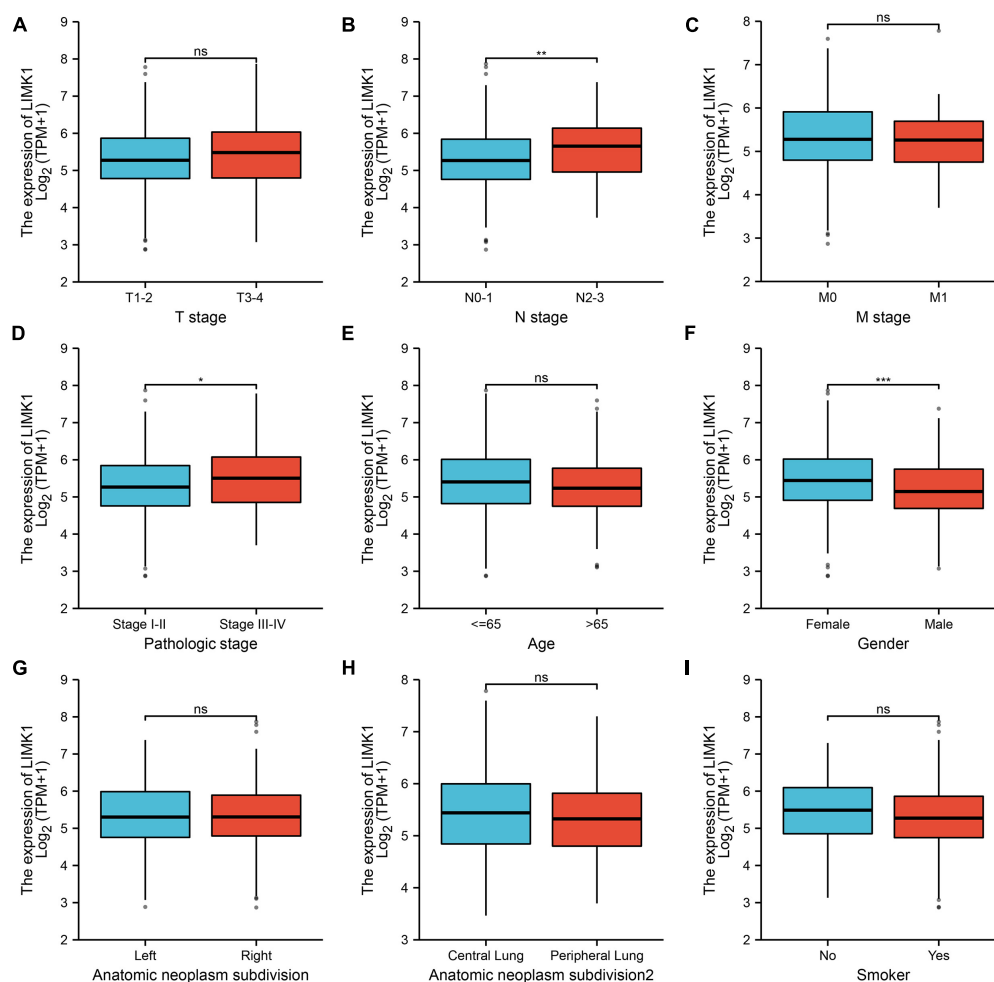 A
The expression of LIMK1
Log2 (TPM+1)
9
8
7
6
5
4
3
2
ns
T1-2 T3-4
T stage
B
The expression of LIMK1
Log2 (TPM+1)
9
8
7
6
5
4
3
2
**
N0-1 N2-3
N stage
C
The expression of LIMK1
Log2 (TPM+1)
8
7
6
5
4
3
2
ns
M0 M1
M stage
D
The expression of LIMK1
Log2 (TPM+1)
9
8
7
6
5
4
3
2
*
Stage I-II Stage III-IV
Pathologic stage
E
The expression of LIMK1
Log2 (TPM+1)
9
8
7
6
5
4
3
2
ns
<=65 >65
Age
F
The expression of LIMK1
Log2 (TPM+1)
9
8
7
6
5
4
3
2
***
Female Male
Gender
G
The expression of LIMK1
Log2 (TPM+1)
9
8
7
6
5
4
3
2
ns
Left Right
Anatomic neoplasm subdivision
H
The expression of LIMK1
Log2 (TPM+1)
8
7
6
5
4
3
ns
Central Lung Peripheral Lung
Anatomic neoplasm subdivision2
I
The expression of LIMK1
Log2 (TPM+1)
9
8
7
6
5
4
3
2
ns
No Yes
Smoker